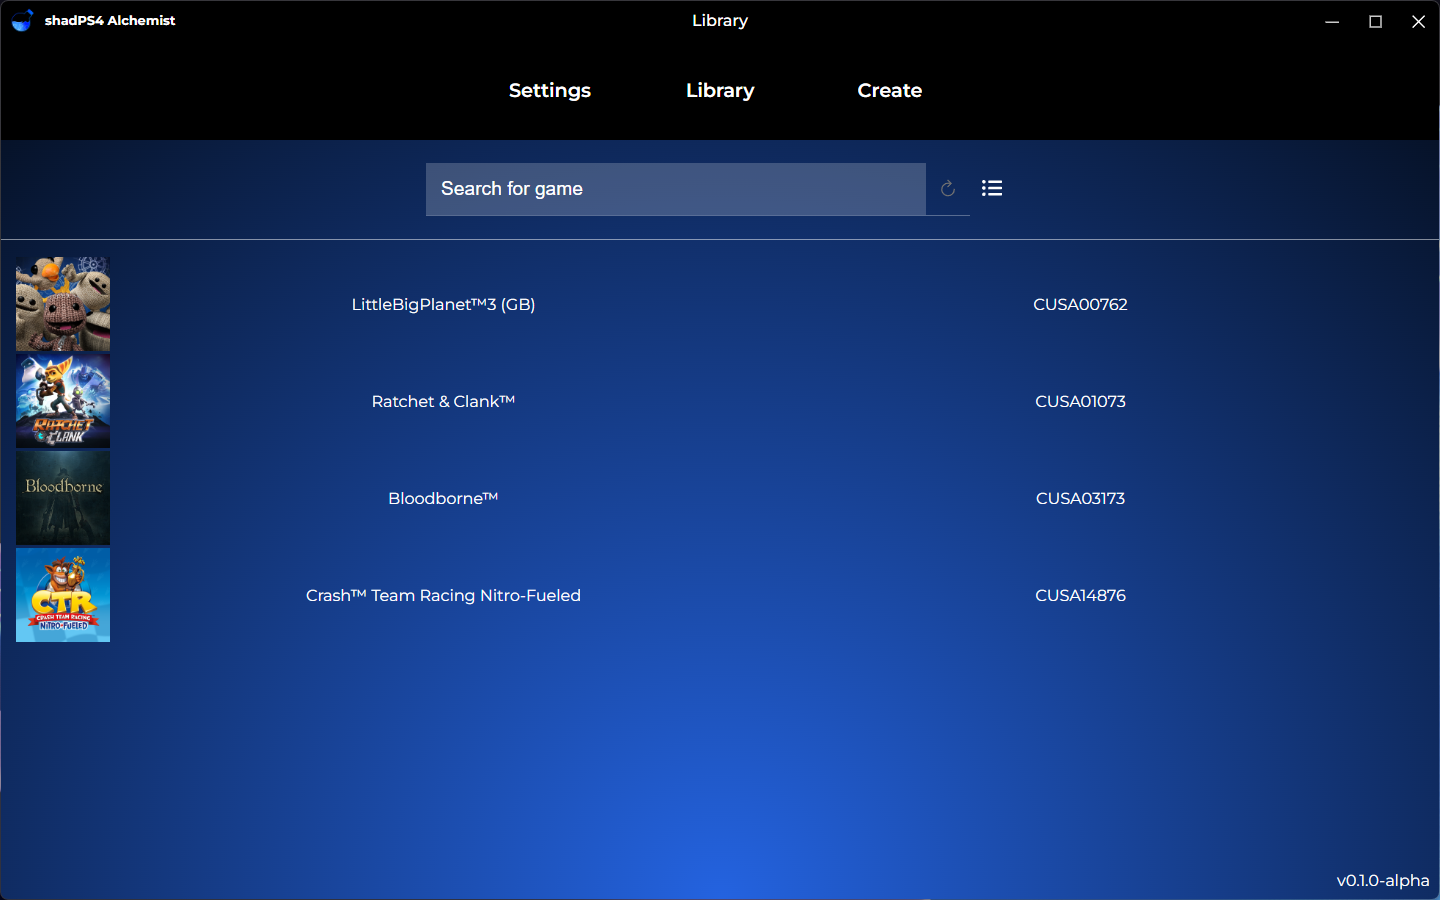 shadPS4 Alchemist
Library
Settings
Library
Create
Search for game
LittleBigPlanet™3 (GB)
CUSA00762
RATCHET
CLANK
Ratchet & Clank™
CUSA01073
Bloodborne
Bloodborne™
CUSA03173
CTR
CRASH TEAM RACING
NITRO-FUELED
Crash™ Team Racing Nitro-Fueled
CUSA14876
v0.1.0-alpha